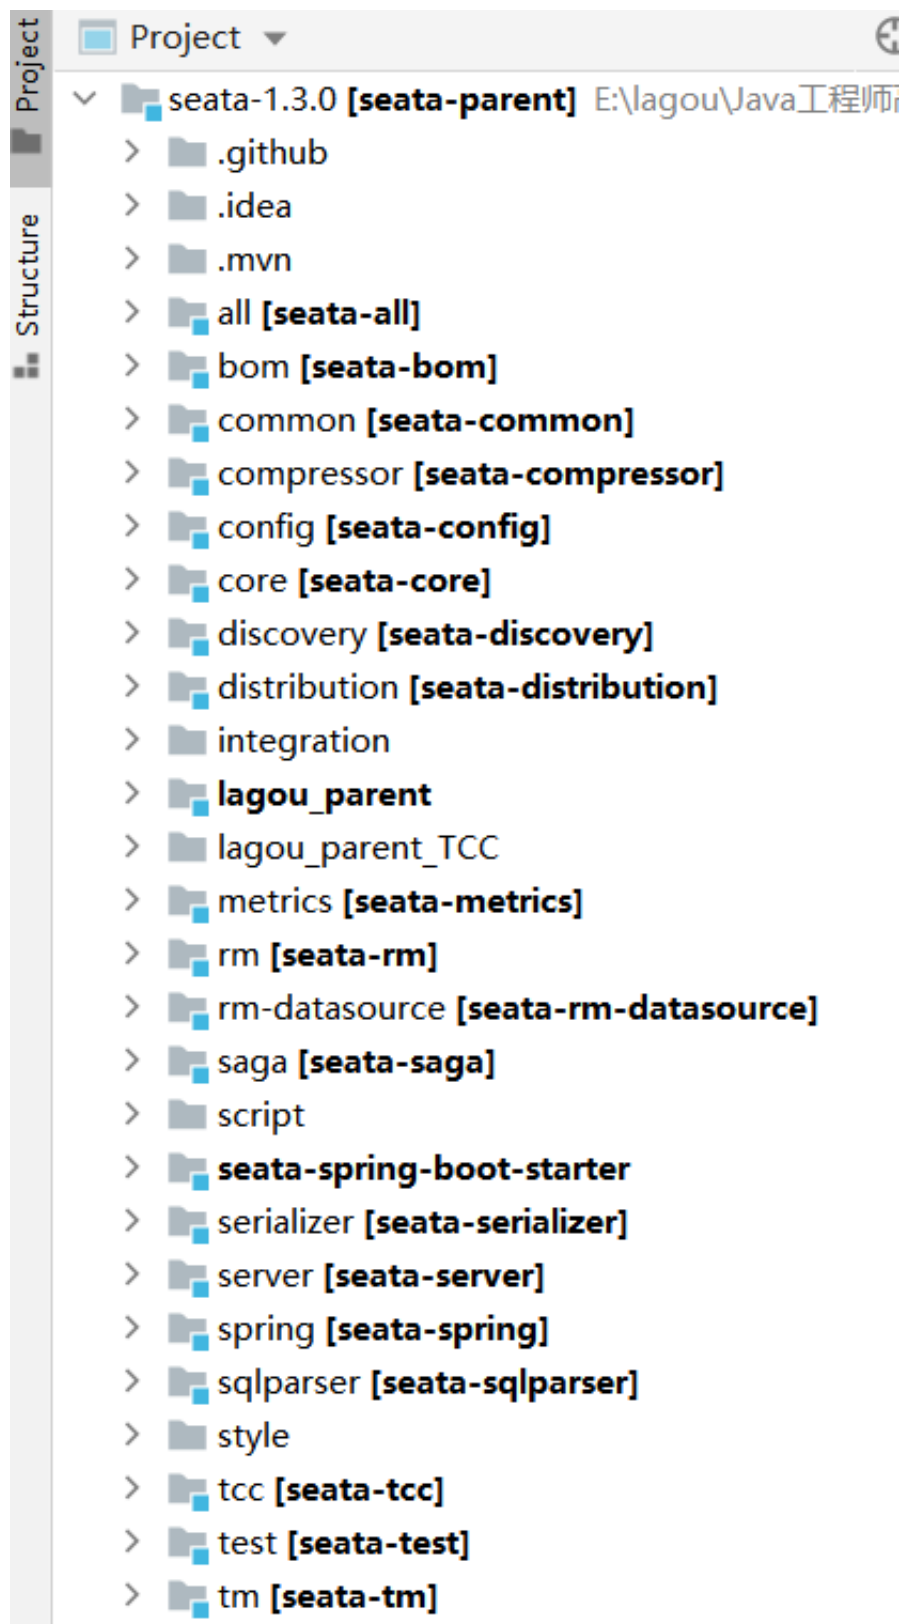 Project
Structure
Project
seata-1.3.0 [seata-parent] E:\lagou\Java工程师
.github
.idea
.mvn
all [seata-all]
bom [seata-bom]
common [seata-common]
compressor [seata-compressor]
config [seata-config]
core [seata-core]
discovery [seata-discovery]
distribution [seata-distribution]
integration
lagou_parent
lagou_parent_TCC
metrics [seata-metrics]
rm [seata-rm]
rm-datasource [seata-rm-datasource]
saga [seata-saga]
script
seata-spring-boot-starter
serializer [seata-serializer]
server [seata-server]
spring [seata-spring]
sqlparser [seata-sqlparser]
style
tcc [seata-tcc]
test [seata-test]
tm [seata-tm]